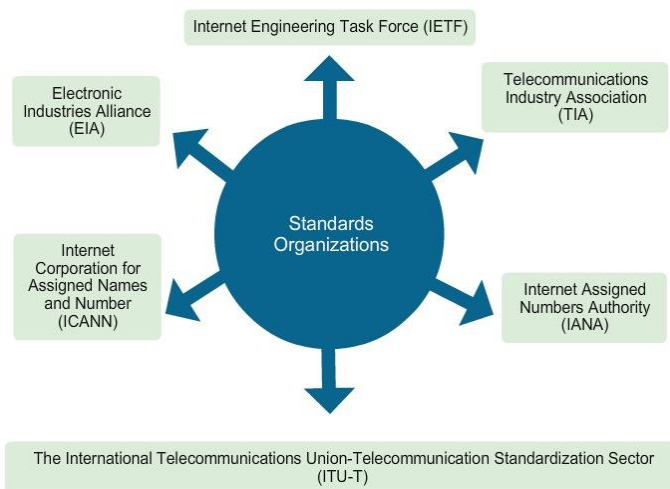 Internet Engineering Task Force (IETF)
Electronic
Industries Alliance
(EIA)
Telecommunications
Industry Association
(TIA)
Standards
Organizations
Internet
Corporation for
Assigned Names
and Number
(ICANN)
Internet Assigned
Numbers Authority
(IANA)
The International Telecommunications Union-Telecommunication Standardization Sector
(ITU-T)